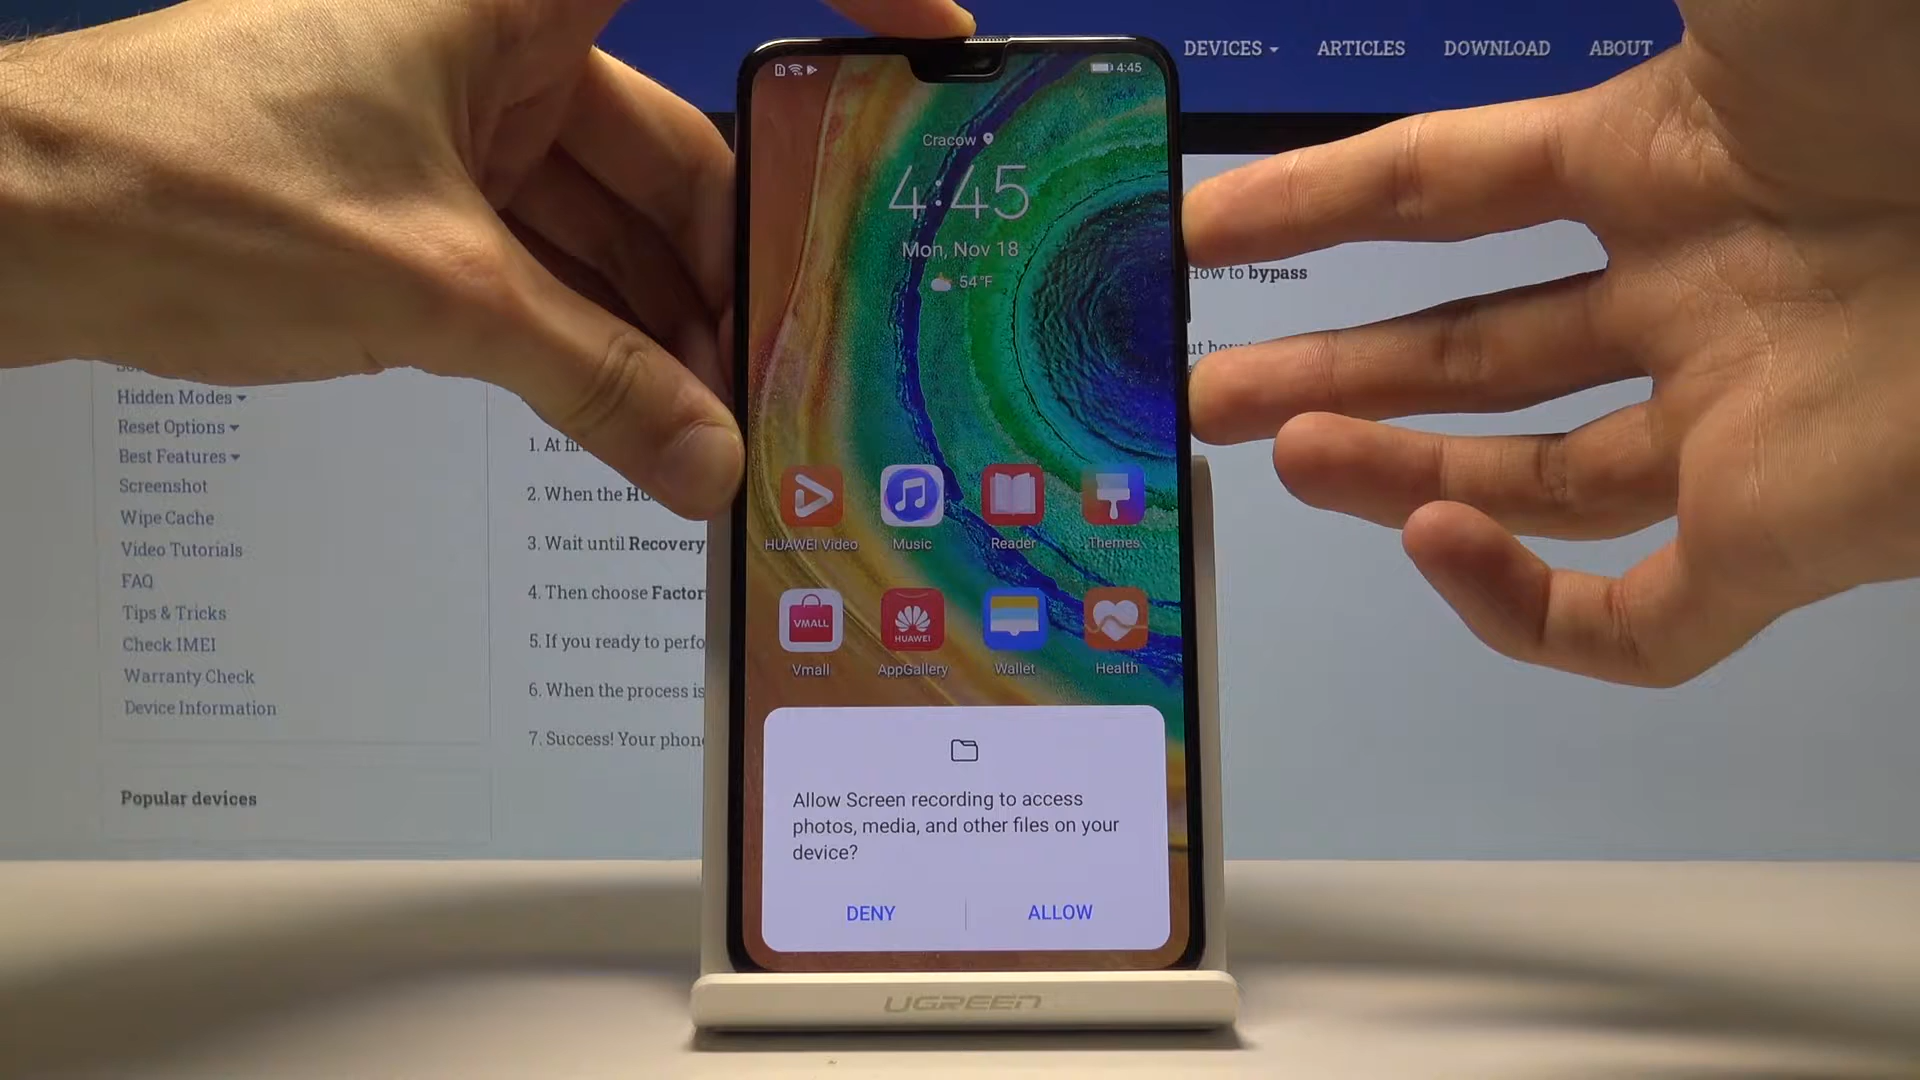 DEVICES
ARTICLES
DOWNLOAD
ABOUT
4:45
Cracow
4:45
Mon, Nov 18
54°F
How to bypass
Hidden Modes
Reset Options
Best Features
Screenshot
Wipe Cache
Video Tutorials
FAQ
Tips & Tricks
Check IMEI
Warranty Check
Device Information
Popular devices
1. At
2. When the
3. Wait until Recovery
4. Then choose
5. If you ready to
6. When the process is
7. Success! Your
HUAWEI Video
Music
Reader
Themes
VMALL
HUAWEI
Vmall
AppGallery
Wallet
Health
Allow Screen recording to access
photos, media, and other files on your
device?
DENY
ALLOW
UGREEN